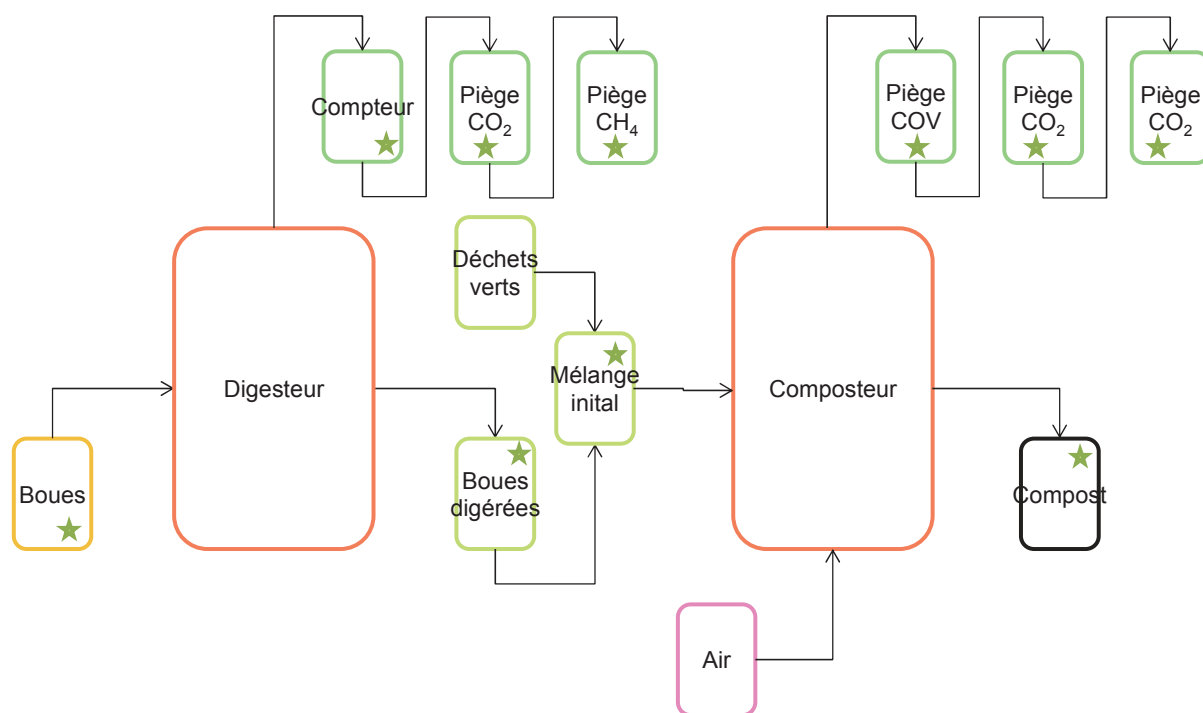 Compteur
Piège
CO₂
Piège
CH₄
Piège
COV
Piège
CO₂
Piège
CO₂
Déchets
verts
Mélange
inital
Digesteur
Composteur
Boues
Boues
digérées
Compost
Air